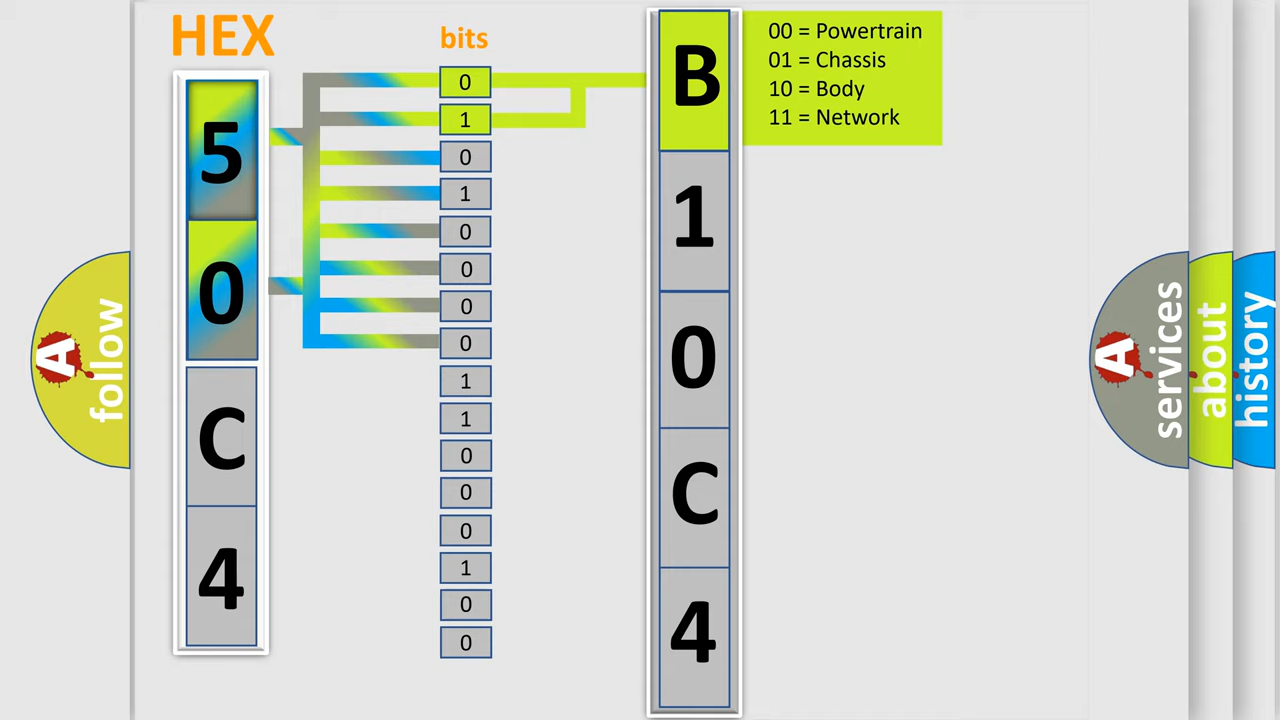 HEX
5
0
C
4
bits
0
1
0
1
0
0
0
0
1
1
0
0
0
1
0
0
B
1
0
C
4
00 = Powertrain
01 = Chassis
10 = Body
11 = Network
A
follow
A
services
about
history